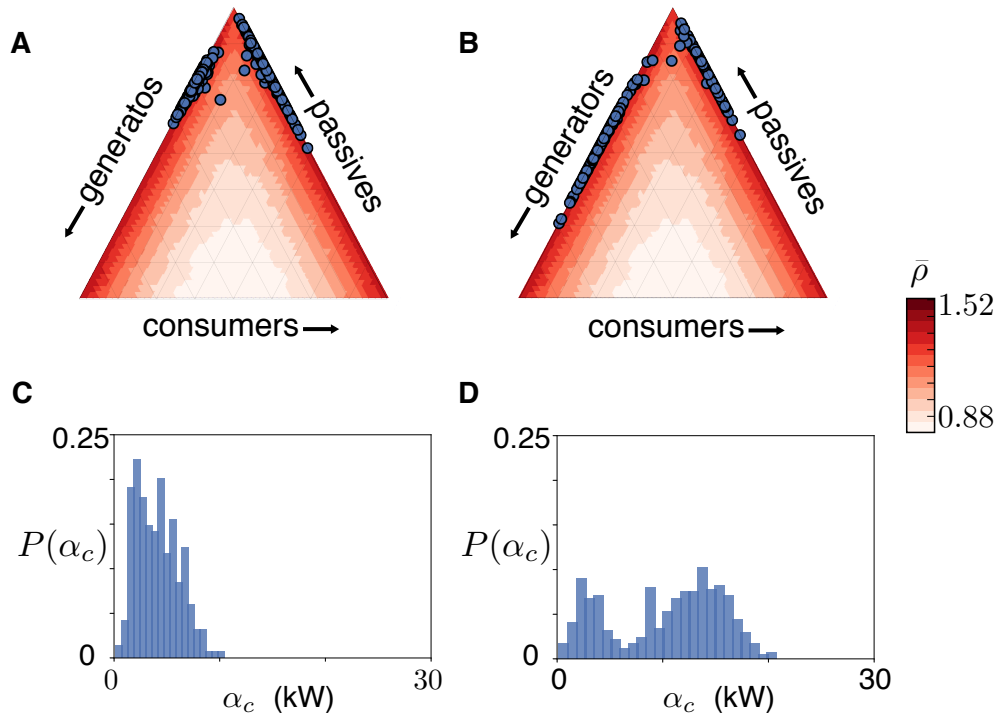 A
B
← generatos
← passives
← generators
← passives
consumers →
consumers →
ρ̄
1.52
0.88
C
D
0.25
P(α_c)
0
0
30
α_c (kW)
0.25
P(α_c)
0
0
30
α_c (kW)